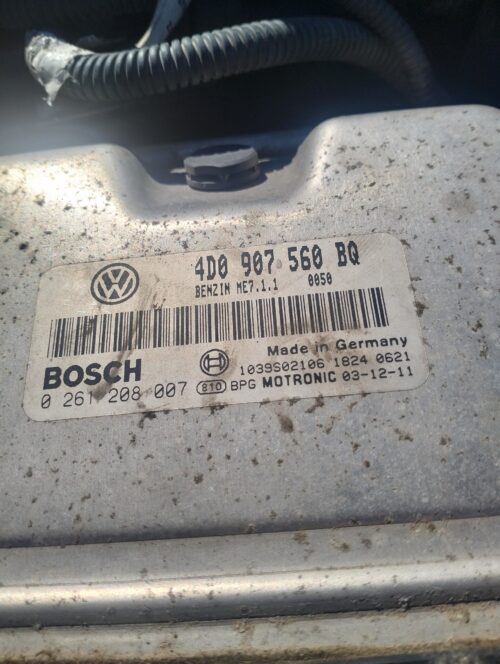 4D0 907 560 BQ
BENZIN ME7.1.1 0050
Made in Germany
BOSCH
1039S02106 1824 0621
0 261 208 007 810 BPG MOTRONIC 03-12-11